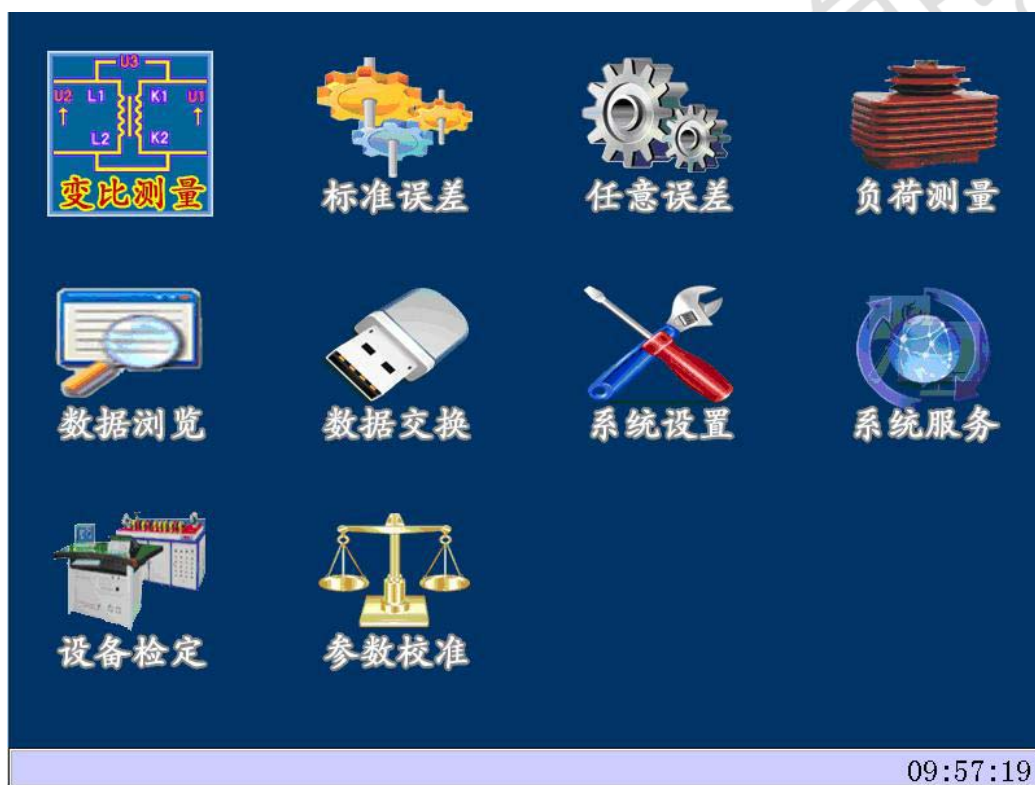 U3
U2 L1 K1 U1
L2 K2
变比测量 标准误差 任意误差 负荷测量
数据浏览 数据交换 系统设置 系统服务
设备检定 参数校准
09:57:19